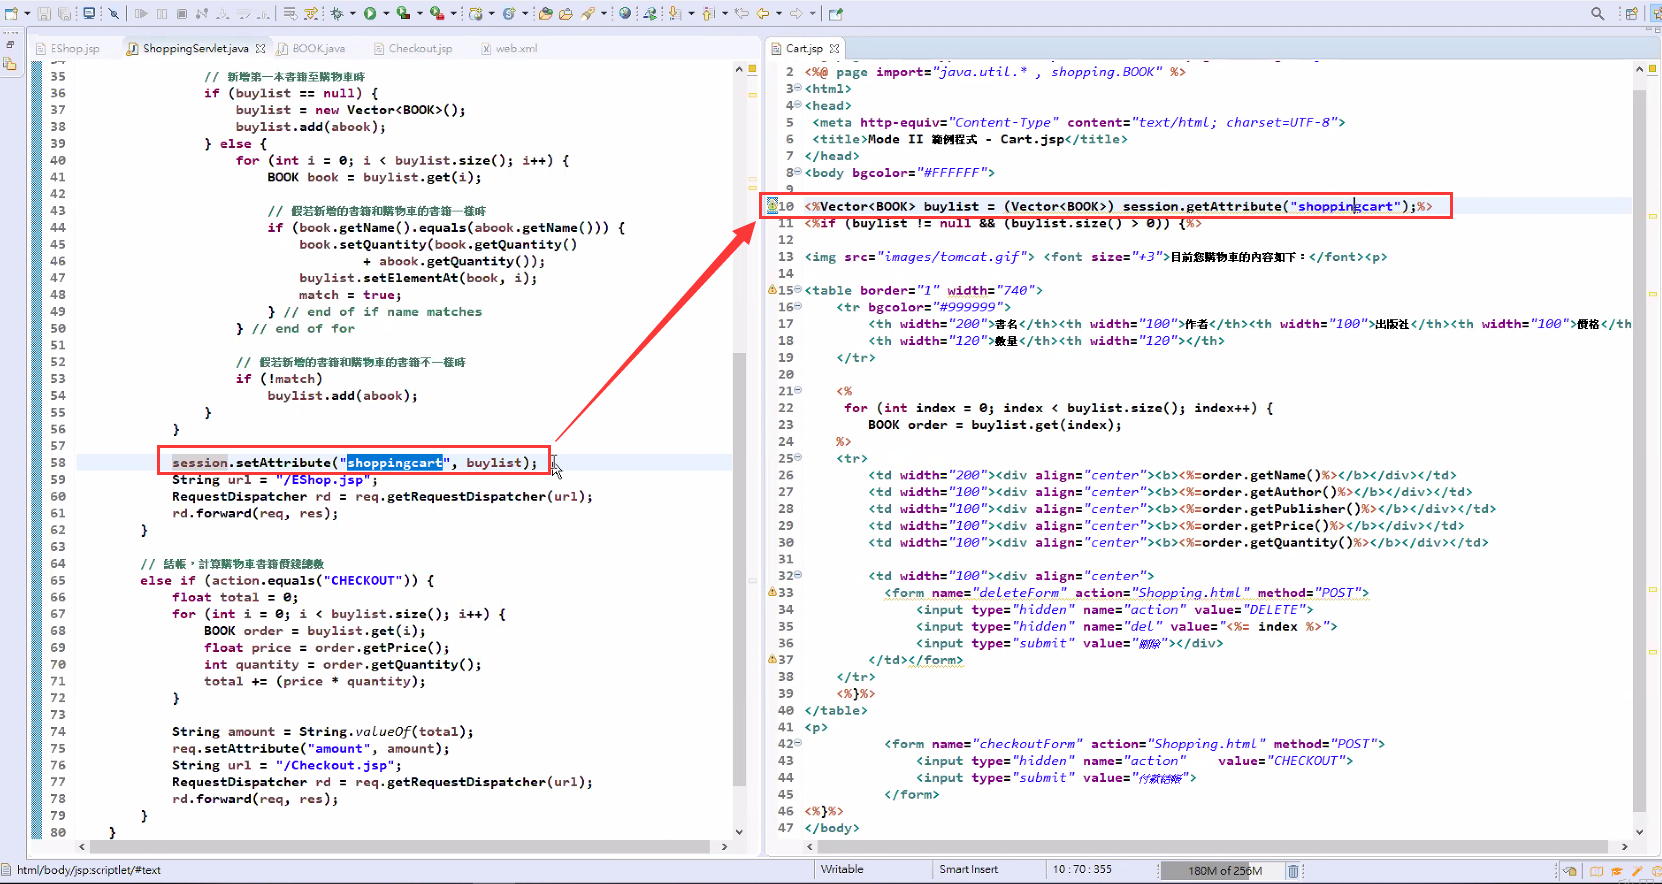 EShop.jsp
ShoppingServlet.java
BOOK.java
Checkout.jsp
web.xml
35 // 新增第一本書籍至購物車時
36 if (buylist == null) {
37 buylist = new Vector<BOOK>();
38 buylist.add(abook);
39 } else {
40 for (int i = 0; i < buylist.size(); i++) {
41 BOOK book = buylist.get(i);
42
43 // 假若新增的書籍和購物車的書籍一樣時
44 if (book.getName().equals(abook.getName())) {
45 book.setQuantity(book.getQuantity()
46 + abook.getQuantity());
47 buylist.setElementAt(book, i);
48 match = true;
49 } // end of if name matches
50 } // end of for
51
52 // 假若新增的書籍和購物車的書籍不一樣時
53 if (!match)
54 buylist.add(abook);
55 }
56 }
57
58 session.setAttribute("shoppingcart", buylist);
59 String url = "/EShop.jsp";
60 RequestDispatcher rd = req.getRequestDispatcher(url);
61 rd.forward(req, res);
62 }
63
64 // 結帳，計算購物車書籍價錢總數
65 else if (action.equals("CHECKOUT")) {
66 float total = 0;
67 for (int i = 0; i < buylist.size(); i++) {
68 BOOK order = buylist.get(i);
69 float price = order.getPrice();
70 int quantity = order.getQuantity();
71 total += (price * quantity);
72 }
73
74 String amount = String.valueOf(total);
75 req.setAttribute("amount", amount);
76 String url = "/Checkout.jsp";
77 RequestDispatcher rd = req.getRequestDispatcher(url);
78 rd.forward(req, res);
79 }
80 }
Cart.jsp
2 <%@ page import="java.util.* , shopping.BOOK" %>
3 <html>
4 <head>
5 <meta http-equiv="Content-Type" content="text/html; charset=UTF-8">
6 <title>Mode II 範例程式 - Cart.jsp</title>
7 </head>
8 <body bgcolor="#FFFFFF">
9
10 <%Vector<BOOK> buylist = (Vector<BOOK>) session.getAttribute("shoppingcart");%>
11 <%if (buylist != null && (buylist.size() > 0)) {%>
12
13 <img src="images/tomcat.gif"> <font size="+3">目前您購物車的內容如下：</font><p>
14
15 <table border="1" width="740">
16 <tr bgcolor="#999999">
17 <th width="200">書名</th><th width="100">作者</th><th width="100">出版社</th><th width="100">價格</th
18 <th width="120">數量</th><th width="120"></th>
19 </tr>
20
21 <%
22 for (int index = 0; index < buylist.size(); index++) {
23 BOOK order = buylist.get(index);
24 %>
25 <tr>
26 <td width="200"><div align="center"><b><%=order.getName()%></b></div></td>
27 <td width="100"><div align="center"><b><%=order.getAuthor()%></b></div></td>
28 <td width="100"><div align="center"><b><%=order.getPublisher()%></b></div></td>
29 <td width="100"><div align="center"><b><%=order.getPrice()%></b></div></td>
30 <td width="100"><div align="center"><b><%=order.getQuantity()%></b></div></td>
31
32 <td width="100"><div align="center">
33 <form name="deleteForm" action="Shopping.html" method="POST">
34 <input type="hidden" name="action" value="DELETE">
35 <input type="hidden" name="del" value="<%= index %>">
36 <input type="submit" value="刪除"></div>
37 </td></form>
38 </tr>
39 <%}%>
40 </table>
41 <p>
42 <form name="checkoutForm" action="Shopping.html" method="POST">
43 <input type="hidden" name="action" value="CHECKOUT">
44 <input type="submit" value="付款結帳">
45 </form>
46 <%}%>
47 </body>
html/body/jsp:scriptlet/#text
Writable
Smart Insert
10 : 70 : 355
180M of 256M